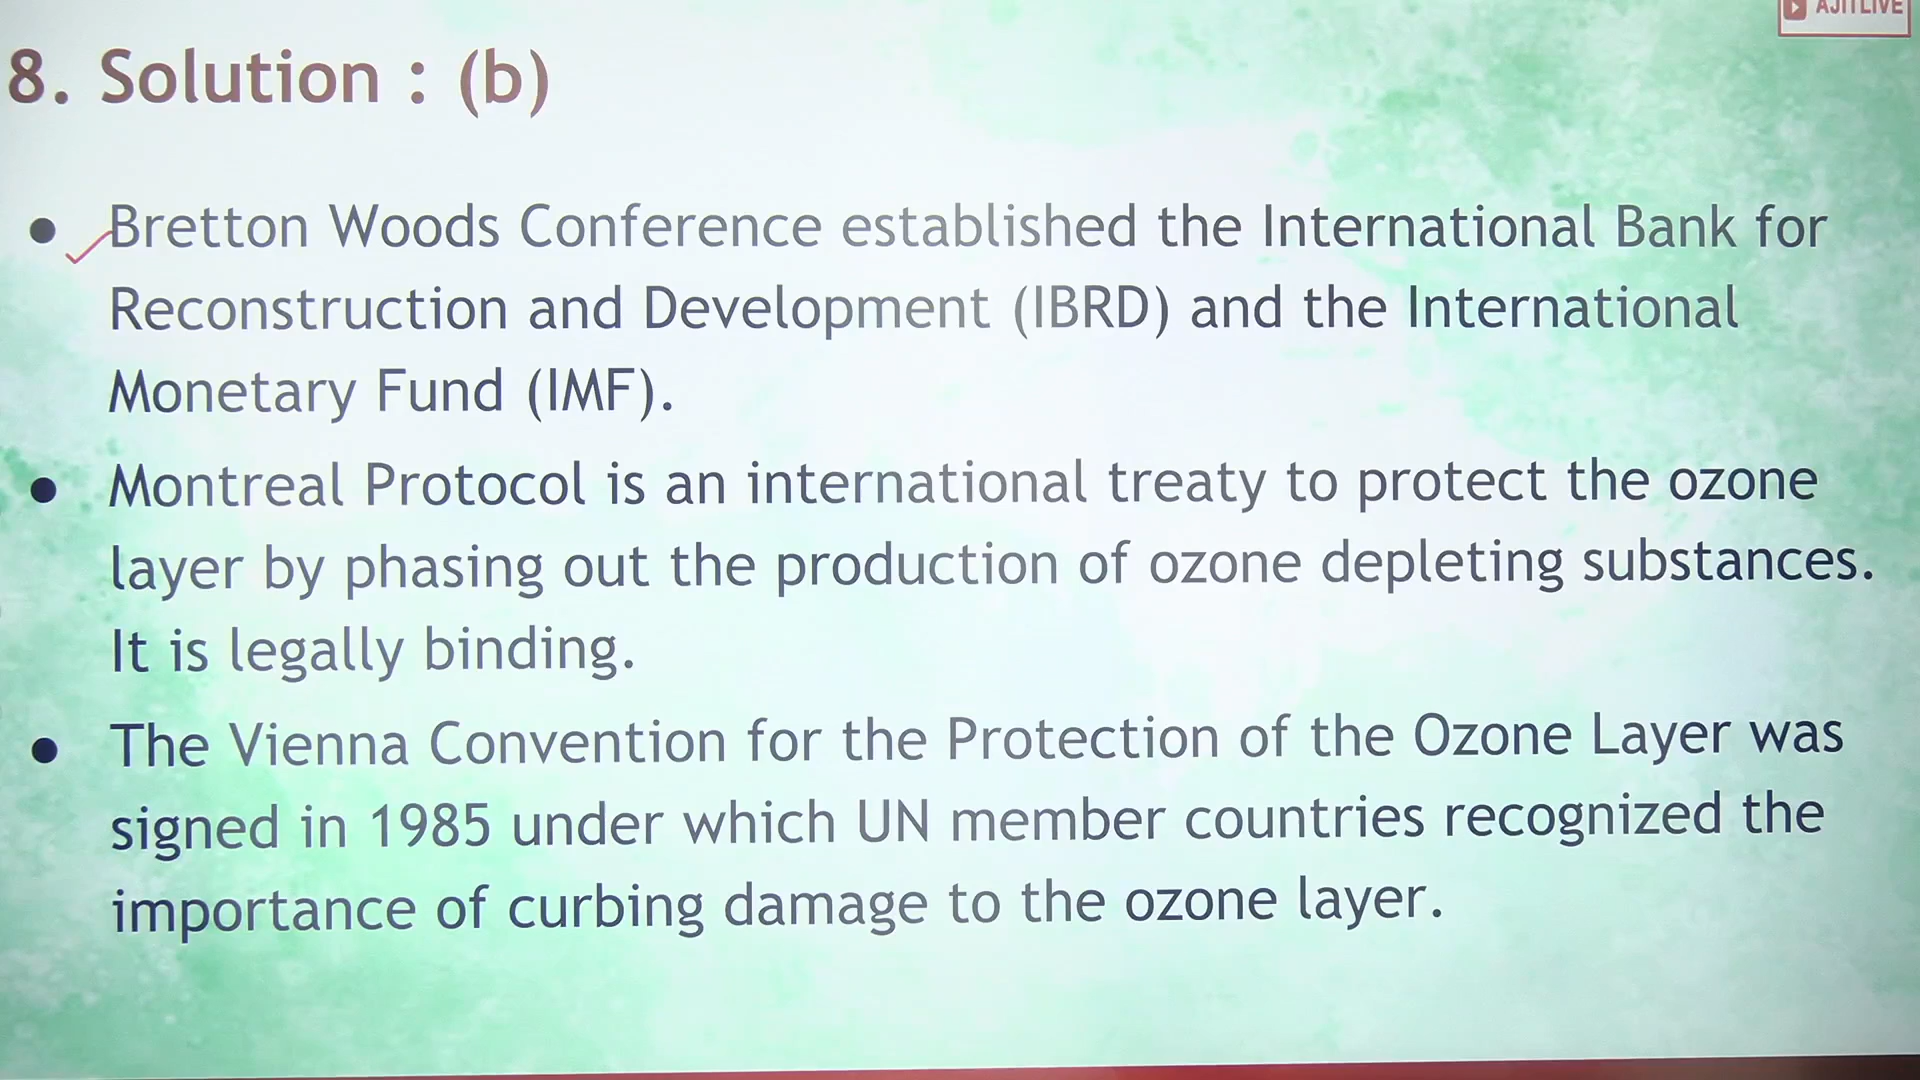 AJITLIVE
8. Solution : (b)
● Bretton Woods Conference established the International Bank for
Reconstruction and Development (IBRD) and the International
Monetary Fund (IMF).
● Montreal Protocol is an international treaty to protect the ozone
layer by phasing out the production of ozone depleting substances.
It is legally binding.
● The Vienna Convention for the Protection of the Ozone Layer was
signed in 1985 under which UN member countries recognized the
importance of curbing damage to the ozone layer.